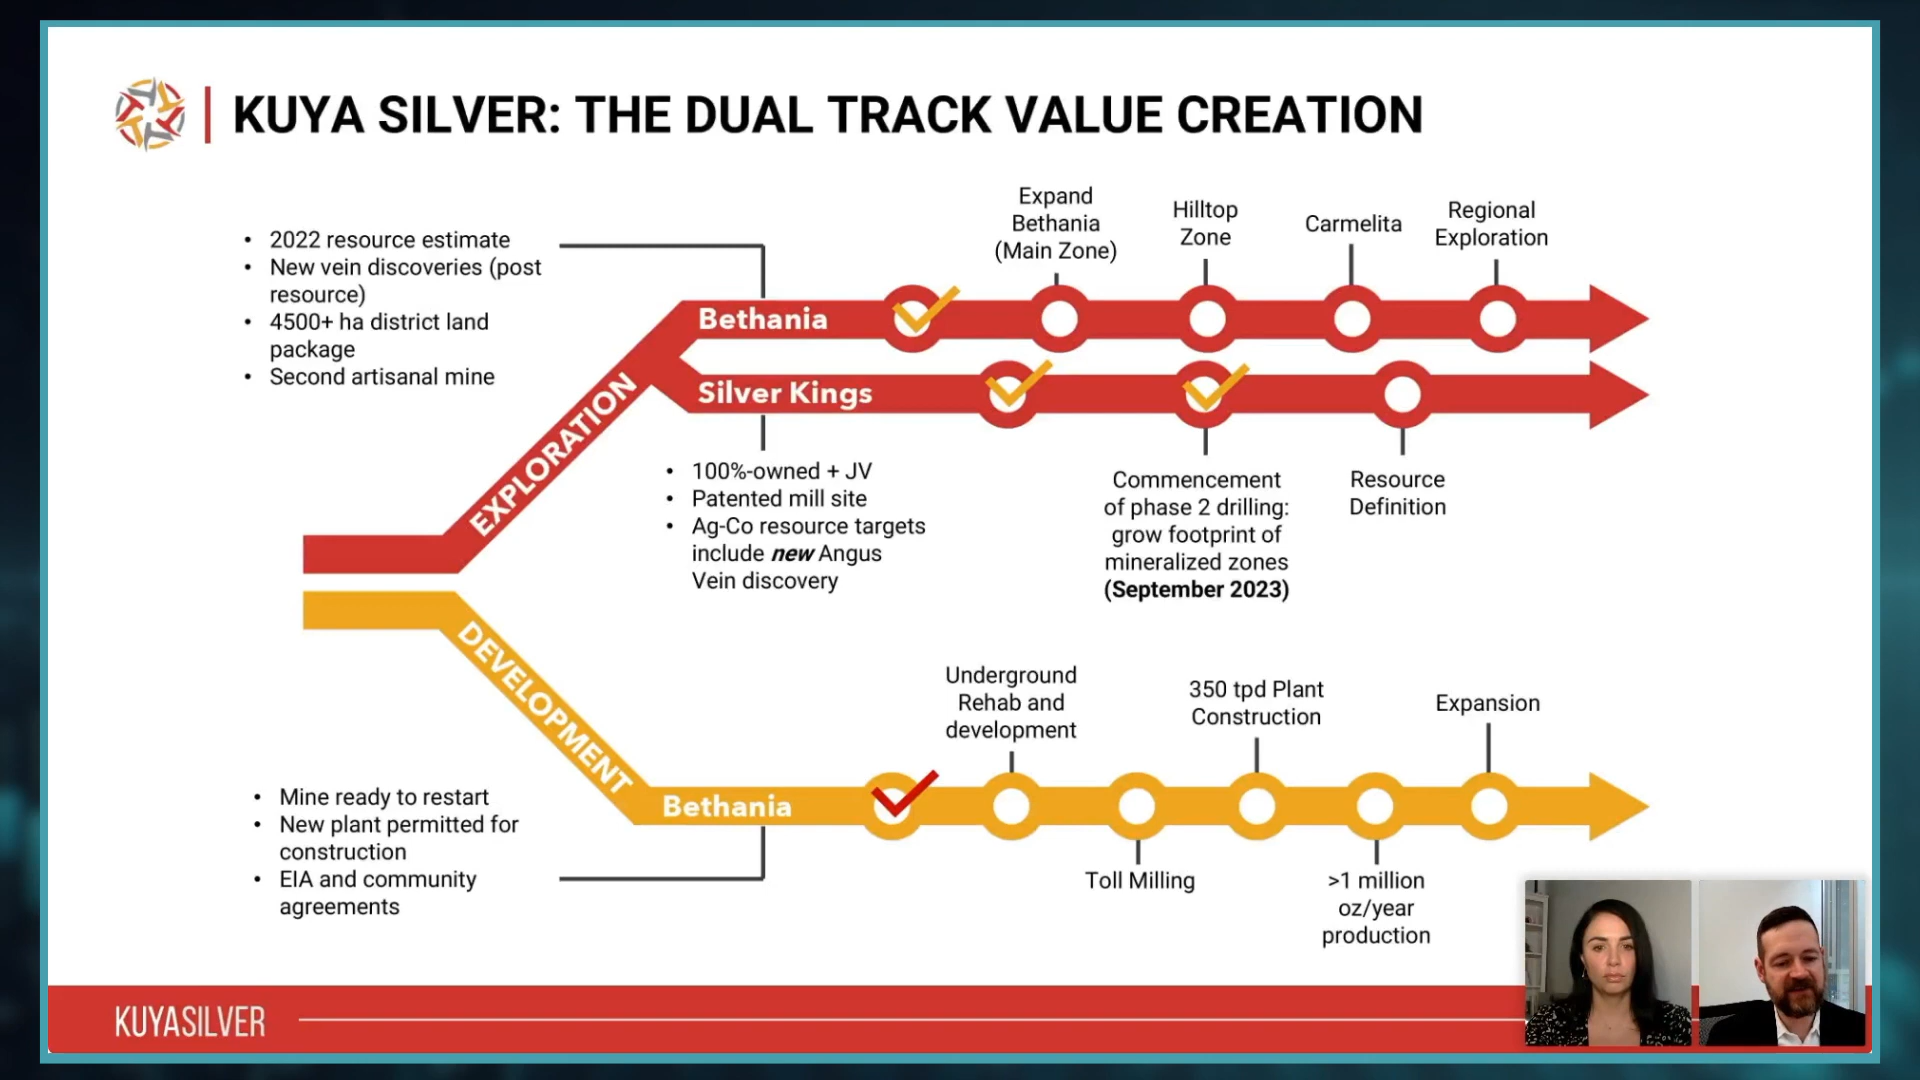 KUYA SILVER: THE DUAL TRACK VALUE CREATION
• 2022 resource estimate
• New vein discoveries (post
resource)
• 4500+ ha district land
package
• Second artisanal mine
Expand
Bethania
(Main Zone)
Hilltop
Zone
Carmelita
Regional
Exploration
Bethania
Silver Kings
EXPLORATION
• 100%-owned + JV
• Patented mill site
• Ag-Co resource targets
include new Angus
Vein discovery
Commencement
of phase 2 drilling:
grow footprint of
mineralized zones
(September 2023)
Resource
Definition
DEVELOPMENT
Underground
Rehab and
development
350 tpd Plant
Construction
Expansion
Bethania
• Mine ready to restart
• New plant permitted for
construction
• EIA and community
agreements
Toll Milling
>1 million
oz/year
production
KUYASILVER